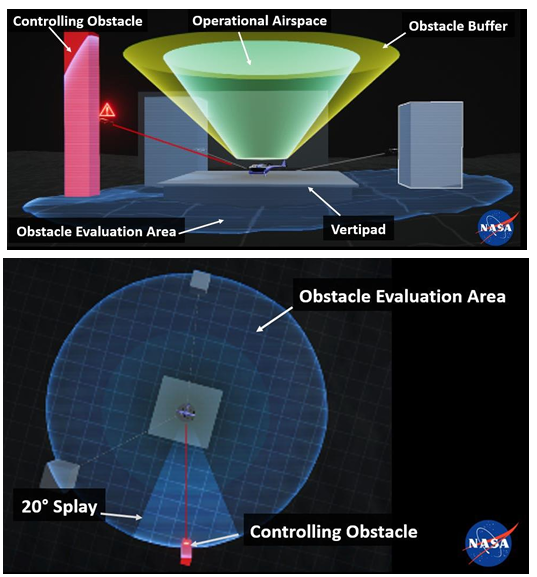 Controlling Obstacle
Operational Airspace
Obstacle Buffer
Obstacle Evaluation Area
Vertipad
NASA
Obstacle Evaluation Area
20° Splay
Controlling Obstacle
NASA